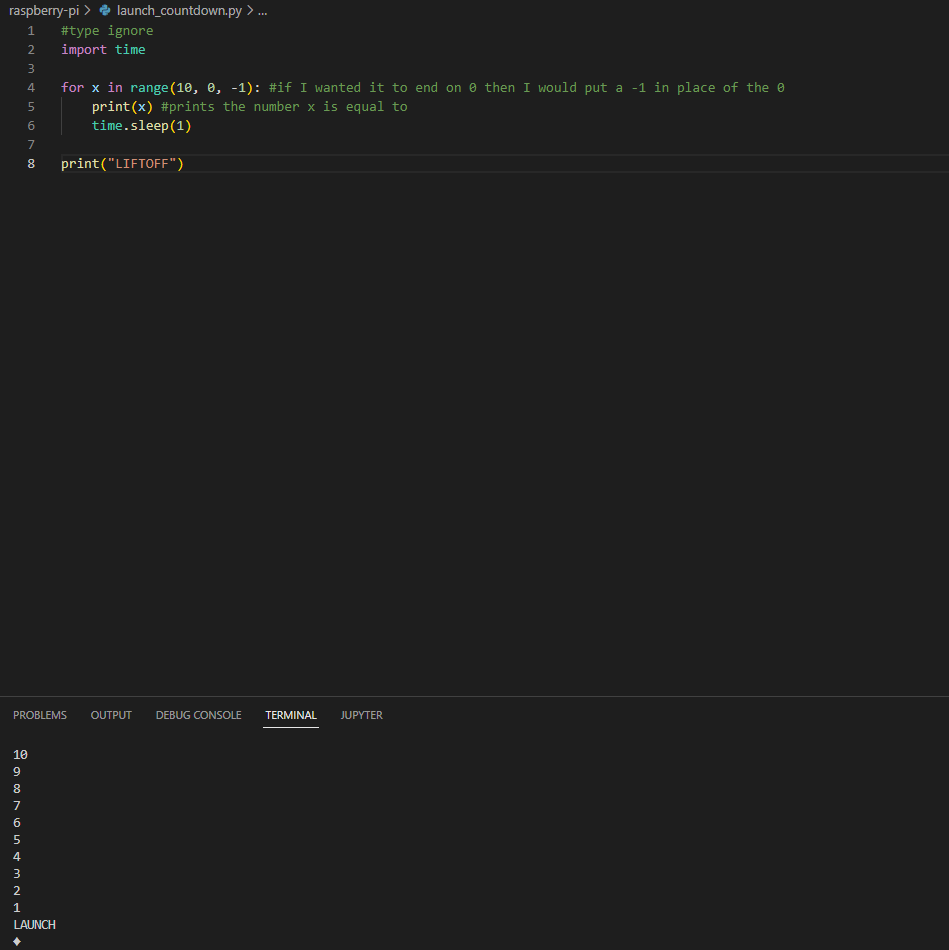 raspberry-pi > launch_countdown.py > ...
1 #type ignore
2 import time
3
4 for x in range(10, 0, -1): #if I wanted it to end on 0 then I would put a -1 in place of the 0
5     print(x) #prints the number x is equal to
6     time.sleep(1)
7
8 print("LIFTOFF")
PROBLEMS OUTPUT DEBUG CONSOLE TERMINAL JUPYTER
10
9
8
7
6
5
4
3
2
1
LAUNCH
♦